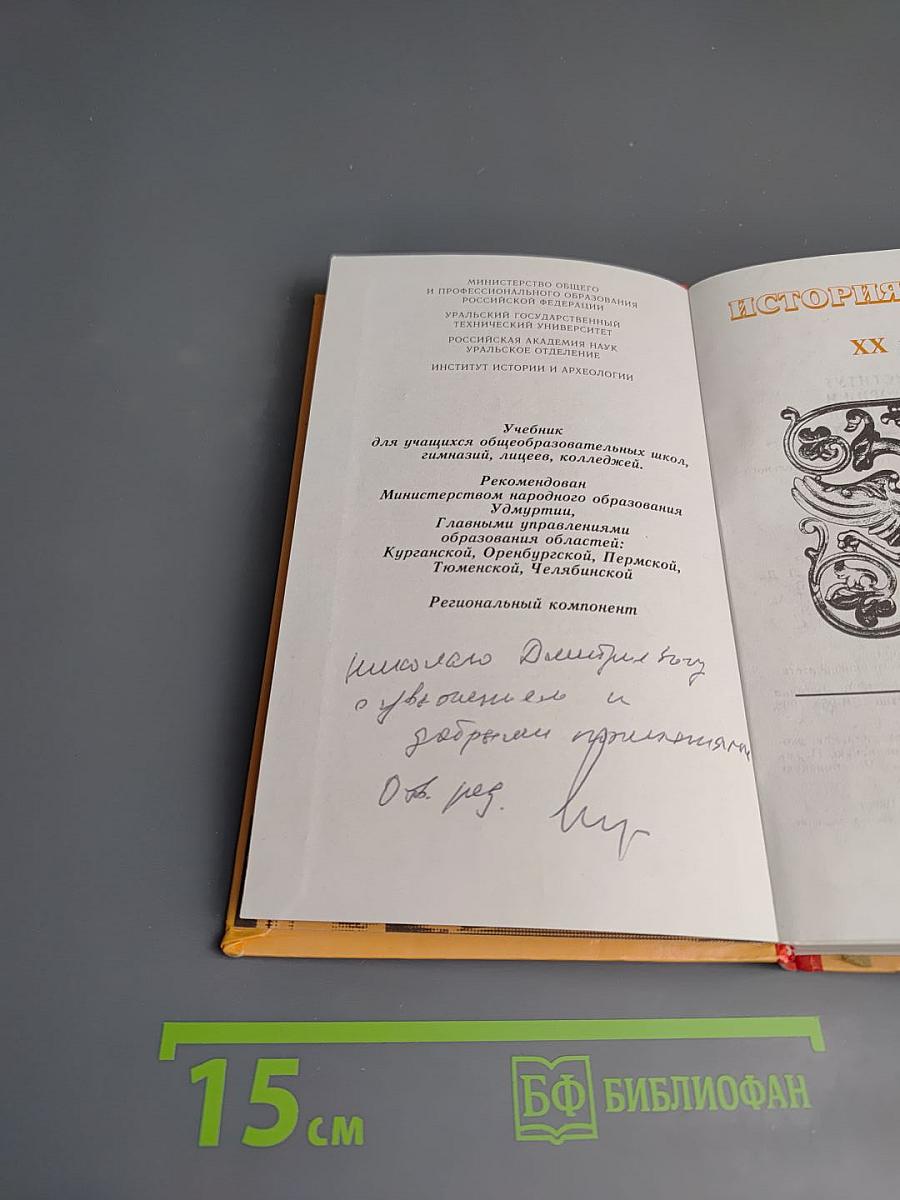 МИНИСТЕРСТВО ОБЩЕГО
И ПРОФЕССИОНАЛЬНОГО ОБРАЗОВАНИЯ
РОССИЙСКОЙ ФЕДЕРАЦИИ
УРАЛЬСКИЙ ГОСУДАРСТВЕННЫЙ
ТЕХНИЧЕСКИЙ УНИВЕРСИТЕТ
РОССИЙСКАЯ АКАДЕМИЯ НАУК
УРАЛЬСКОЕ ОТДЕЛЕНИЕ
ИНСТИТУТ ИСТОРИИ И АРХЕОЛОГИИ
Учебник
для учащихся общеобразовательных школ,
гимназий, лицеев, колледжей.
Рекомендован
Министерством народного образования
Удмуртии,
Главными управлениями
образования областей:
Курганской, Оренбургской, Пермской,
Тюменской, Челябинской
Региональный компонент
Николаю Дмитриевичу
с уважением и
добрыми пожеланиями
Отв. ред.
ИСТОРИЯ
XX
15 см
БФ БИБЛИОФАН